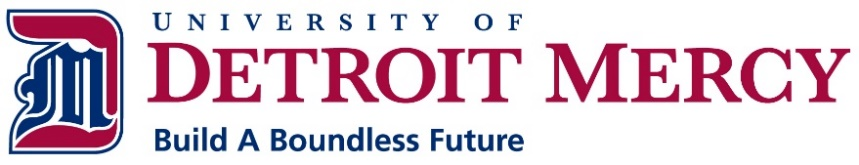 UNIVERSITY OF
DETROIT MERCY
Build A Boundless Future